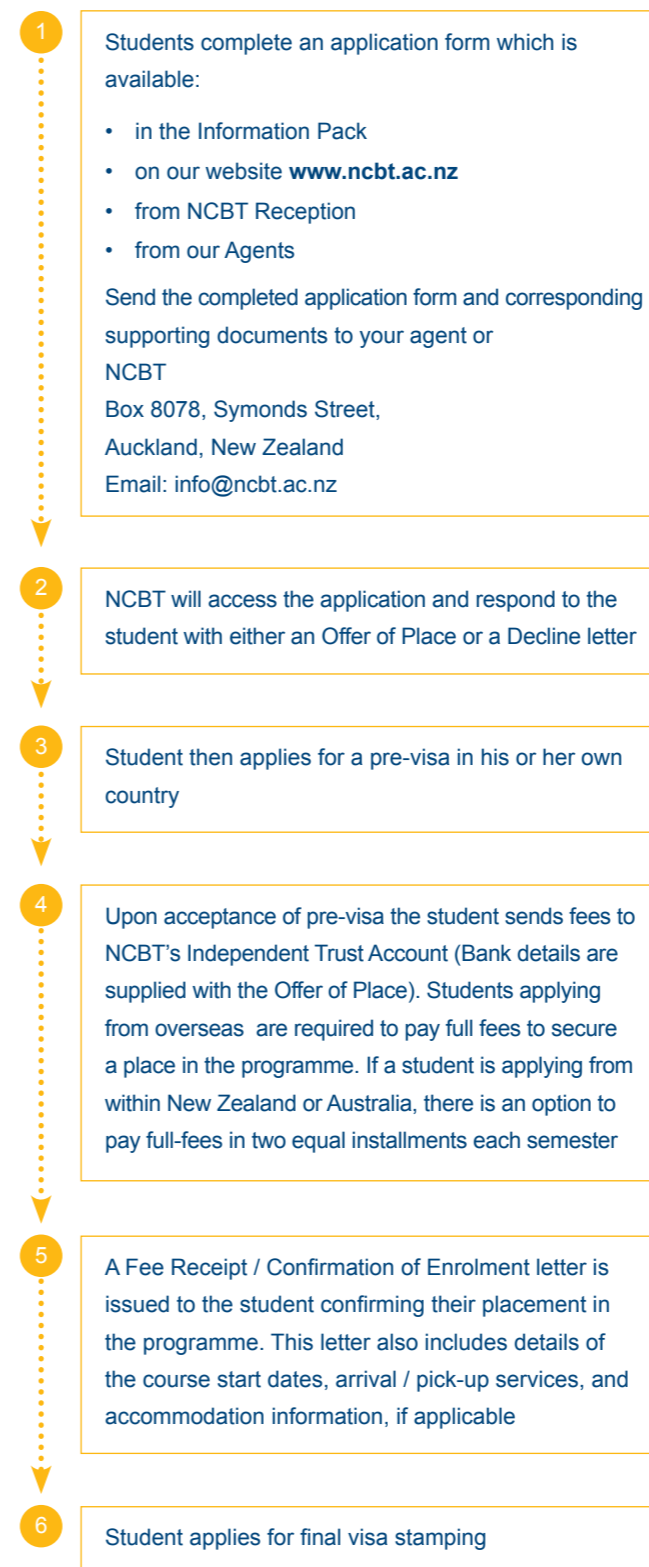 1
Students complete an application form which is
available:
• in the Information Pack
• on our website www.ncbt.ac.nz
• from NCBT Reception
• from our Agents
Send the completed application form and corresponding
supporting documents to your agent or
NCBT
Box 8078, Symonds Street,
Auckland, New Zealand
Email: info@ncbt.ac.nz
2
NCBT will access the application and respond to the
student with either an Offer of Place or a Decline letter
3
Student then applies for a pre-visa in his or her own
country
4
Upon acceptance of pre-visa the student sends fees to
NCBT’s Independent Trust Account (Bank details are
supplied with the Offer of Place). Students applying
from overseas are required to pay full fees to secure
a place in the programme. If a student is applying from
within New Zealand or Australia, there is an option to
pay full-fees in two equal installments each semester
5
A Fee Receipt / Confirmation of Enrolment letter is
issued to the student confirming their placement in
the programme. This letter also includes details of
the course start dates, arrival / pick-up services, and
accommodation information, if applicable
6
Student applies for final visa stamping